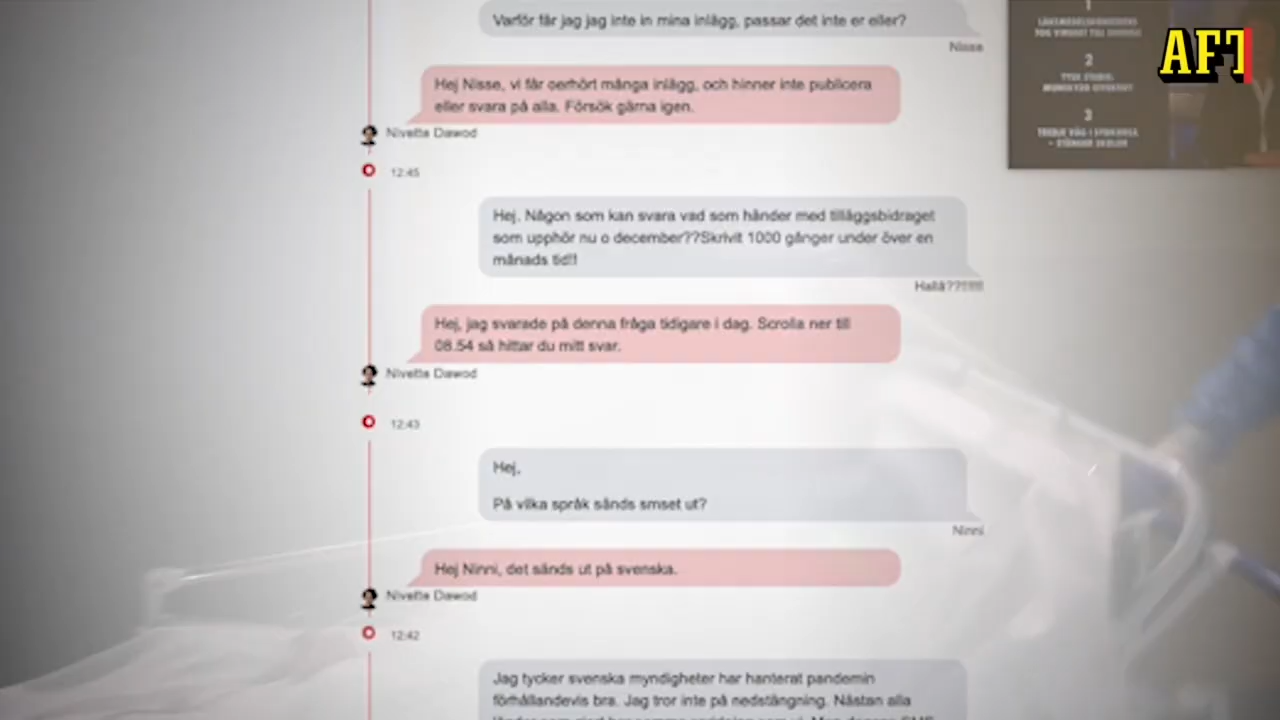 Varför får jag jag inte in mina inlägg, passar det inte er eller?
Nisse
Hej Nisse, vi får oerhört många inlägg, och hinner inte publicera
eller svara på alla. Försök gärna igen.
Nivette Dawod
12:45
Hej. Någon som kan svara vad som händer med tilläggsbidraget
som upphör nu o december??Skrivit 1000 gånger under över en
månads tid!!
Hallå??!!!!!!
Hej, jag svarade på denna fråga tidigare i dag. Scrolla ner till
08.54 så hittar du mitt svar.
Nivette Dawod
12:43
Hej,
På vilka språk sänds smset ut?
Ninni
Hej Ninni, det sänds ut på svenska.
Nivette Dawod
12:42
Jag tycker svenska myndigheter har hanterat pandemin
förhållandevis bra. Jag tror inte på nedstängning. Nästan alla
1
2
3
AF